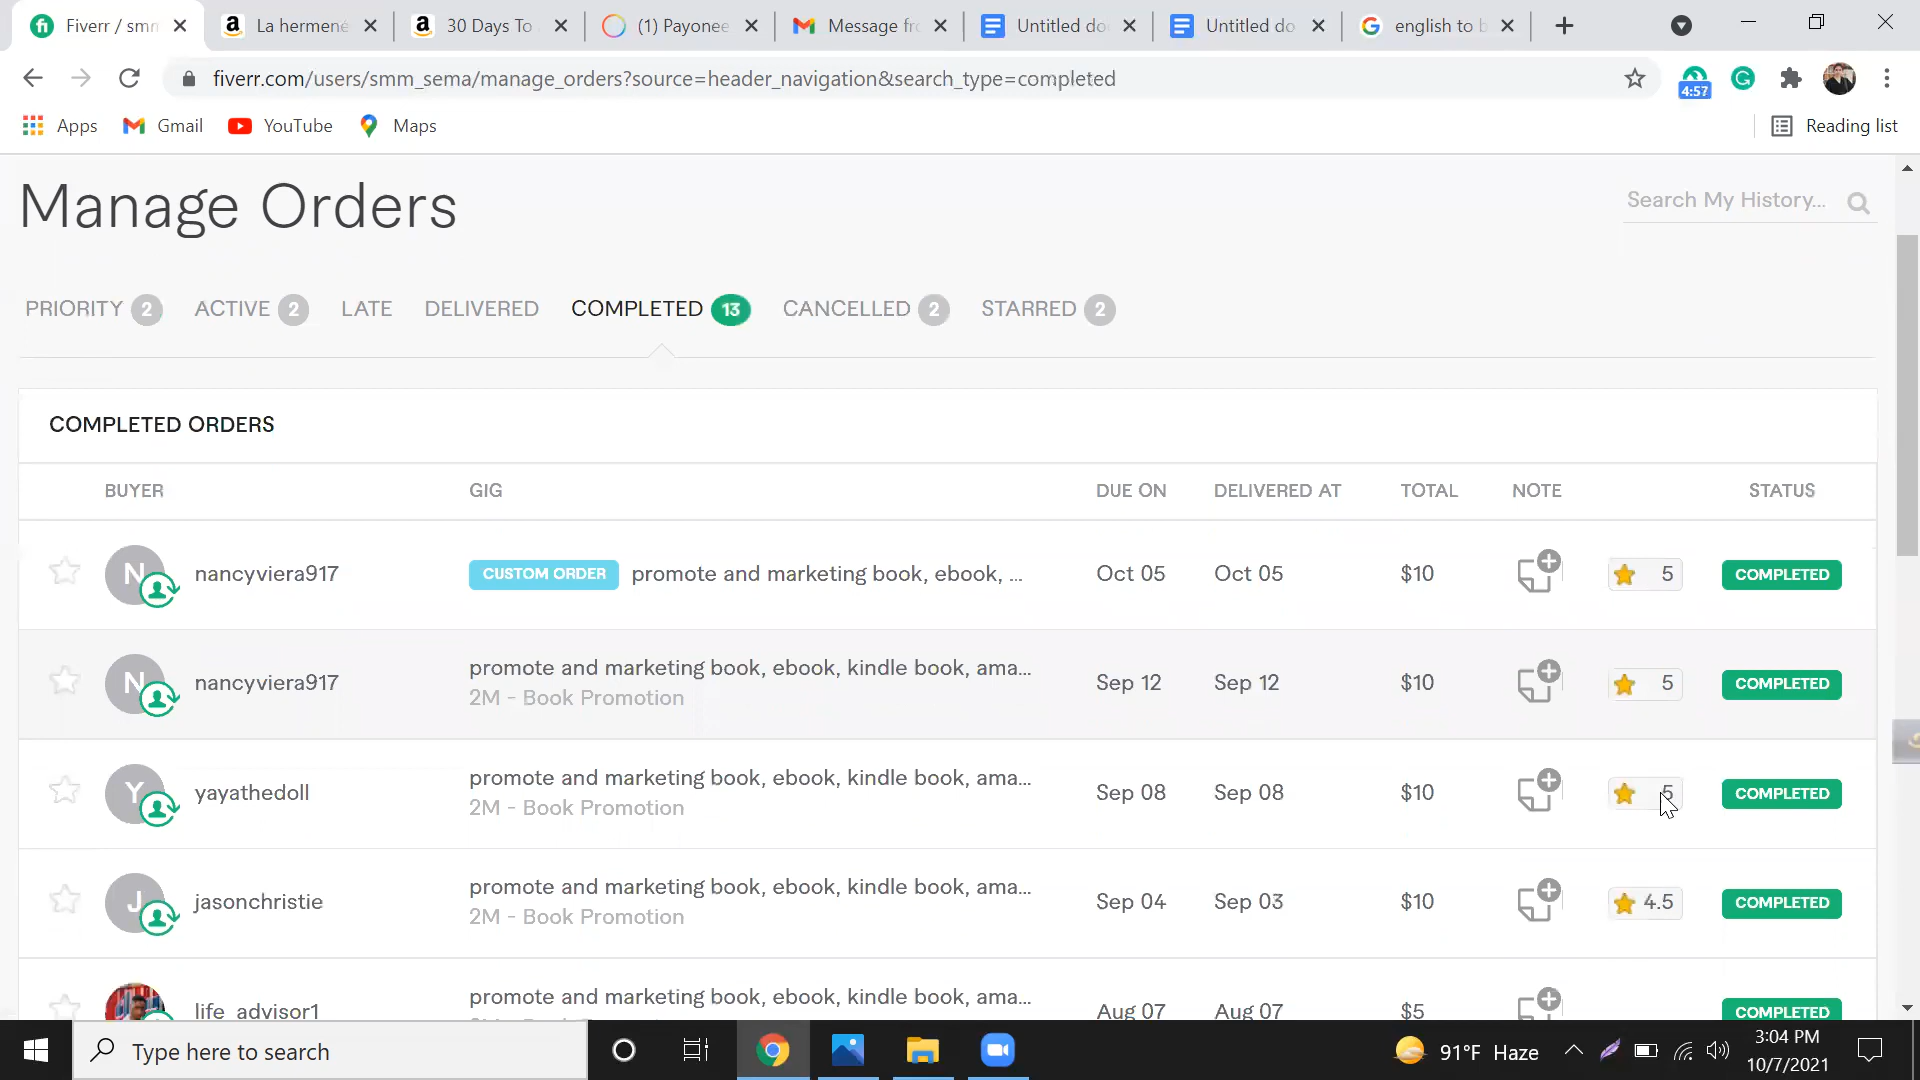 Fiverr / smm
La hermene
30 Days To
(1) Payonee
Message fro
Untitled do
Untitled do
english to b
fiverr.com/users/smm_sema/manage_orders?source=header_navigation&search_type=completed
4:57
Apps
Gmail
YouTube
Maps
Reading list
Manage Orders
Search My History...
PRIORITY 2
ACTIVE 2
LATE
DELIVERED
COMPLETED 13
CANCELLED 2
STARRED 2
COMPLETED ORDERS
BUYER GIG DUE ON DELIVERED AT TOTAL NOTE STATUS
N nancyviera917 CUSTOM ORDER promote and marketing book, ebook, ... Oct 05 Oct 05 $10 5 COMPLETED
N nancyviera917 promote and marketing book, ebook, kindle book, ama... Sep 12 Sep 12 $10 5 COMPLETED
2M - Book Promotion
Y yayathedoll promote and marketing book, ebook, kindle book, ama... Sep 08 Sep 08 $10 5 COMPLETED
2M - Book Promotion
J jasonchristie promote and marketing book, ebook, kindle book, ama... Sep 04 Sep 03 $10 4.5 COMPLETED
2M - Book Promotion
life_advisor1 promote and marketing book, ebook, kindle book, ama... Aug 07 Aug 07 $5 COMPLETED
Type here to search
91°F Haze
3:04 PM
10/7/2021